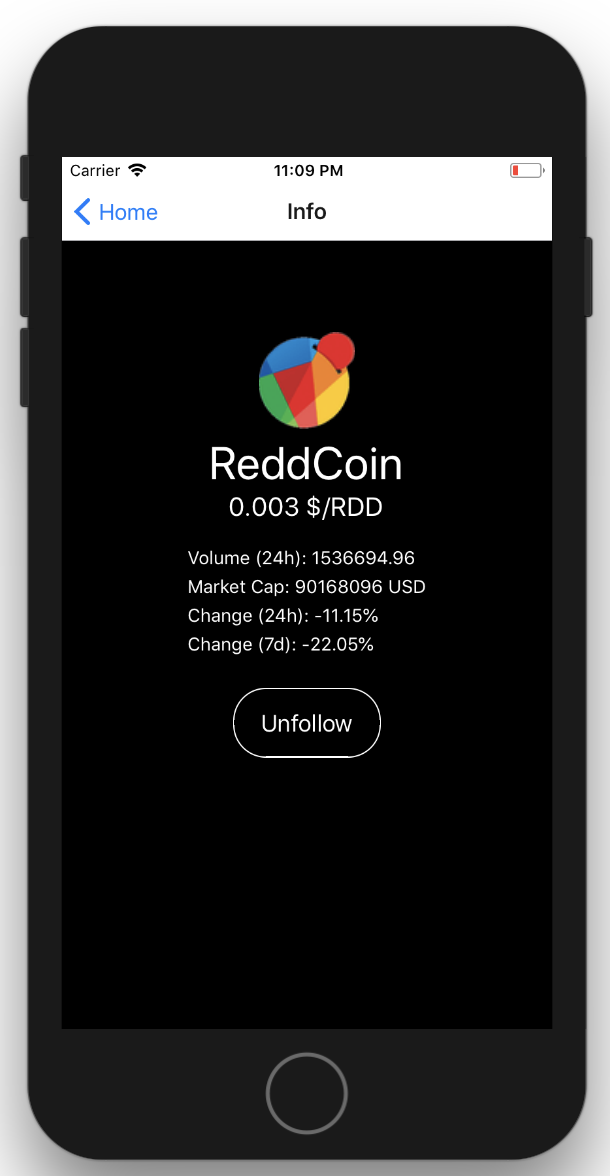 Carrier 11:09 PM
Home Info
ReddCoin
0.003 $/RDD
Volume (24h): 1536694.96
Market Cap: 90168096 USD
Change (24h): -11.15%
Change (7d): -22.05%
Unfollow